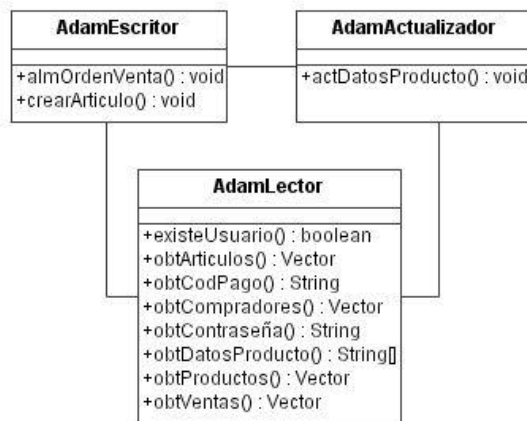 AdamEscritor
+almOrdenVenta() : void
+crearArticulo() : void
AdamActualizador
+actDatosProducto() : void
AdamLector
+existeUsuario() : boolean
+obtArticulos() : Vector
+obtCodPago() : String
+obtCompradores() : Vector
+obtContraseña() : String
+obtDatosProducto() : String[]
+obtProductos() : Vector
+obtVentas() : Vector